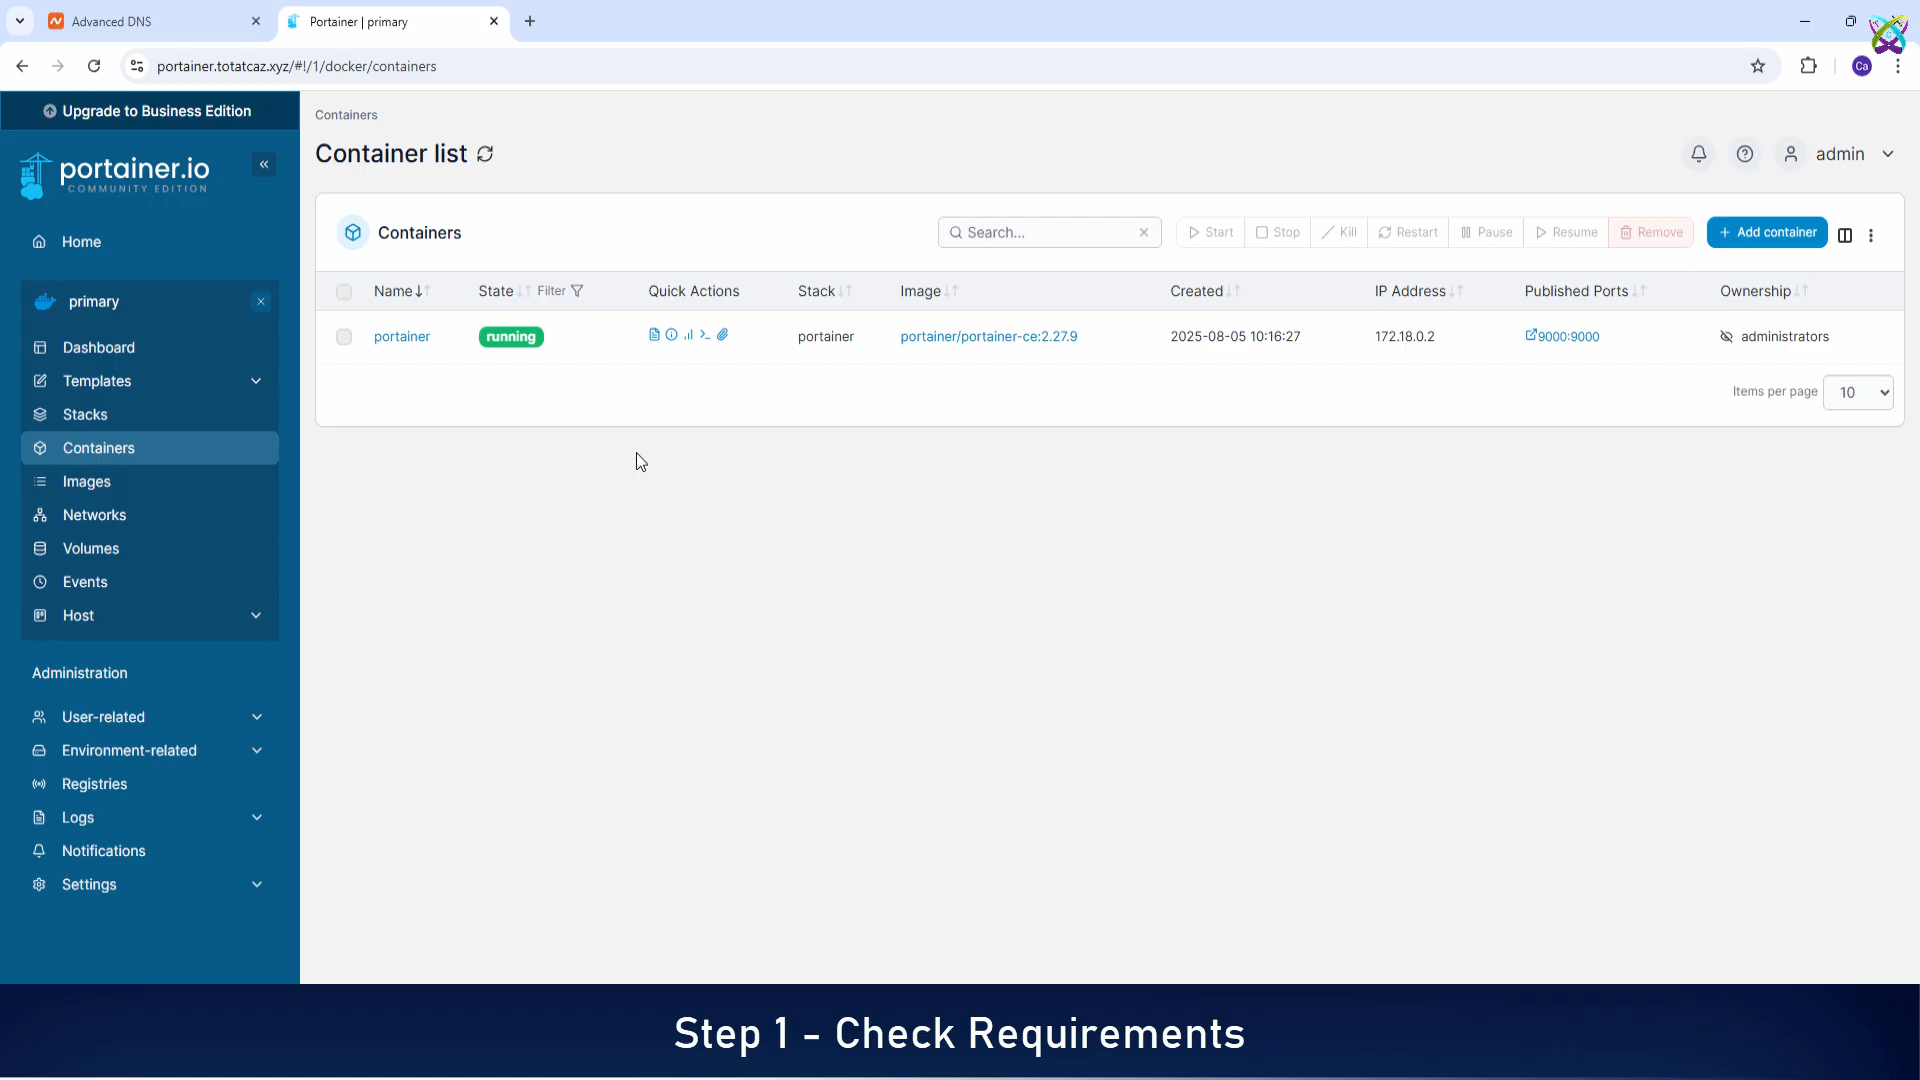 Advanced DNS
Portainer | primary
portainer.totatcaz.xyz/#!/1/docker/containers
Ca
Upgrade to Business Edition
portainer.io
COMMUNITY EDITION
Home
primary
Dashboard
Templates
Stacks
Containers
Images
Networks
Volumes
Events
Host
Administration
User-related
Environment-related
Registries
Logs
Notifications
Settings
Containers
Container list
admin
Containers
Search...
Start
Stop
Kill
Restart
Pause
Resume
Remove
+ Add container
Name State Filter Quick Actions Stack Image Created IP Address Published Ports Ownership
portainer running portainer portainer/portainer-ce:2.27.9 2025-08-05 10:16:27 172.18.0.2 9000:9000 administrators
Items per page 10
Step 1 - Check Requirements